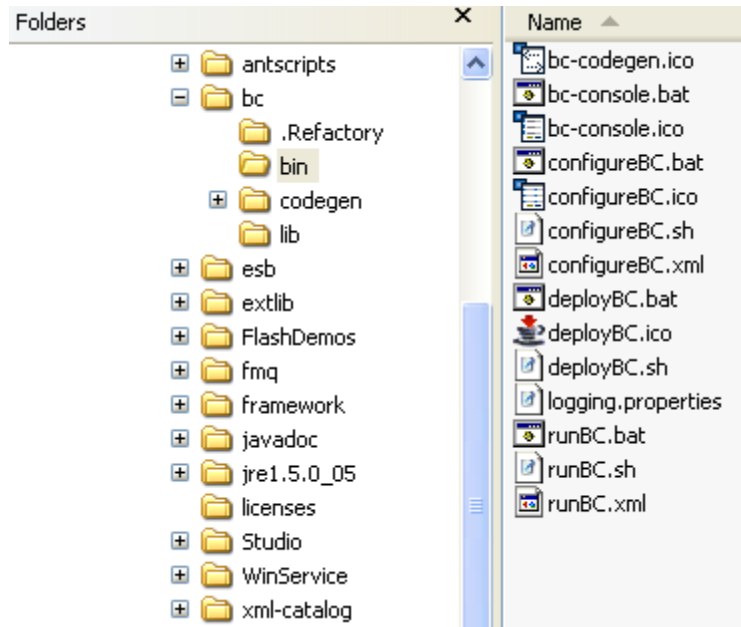 Folders
antscripts
bc
.Refactory
bin
codegen
lib
esb
extlib
FlashDemos
fmq
framework
javadoc
jre1.5.0_05
licenses
Studio
WinService
xml-catalog
Name
bc-codegen.ico
bc-console.bat
bc-console.ico
configureBC.bat
configureBC.ico
configureBC.sh
configureBC.xml
deployBC.bat
deployBC.ico
deployBC.sh
logging.properties
runBC.bat
runBC.sh
runBC.xml